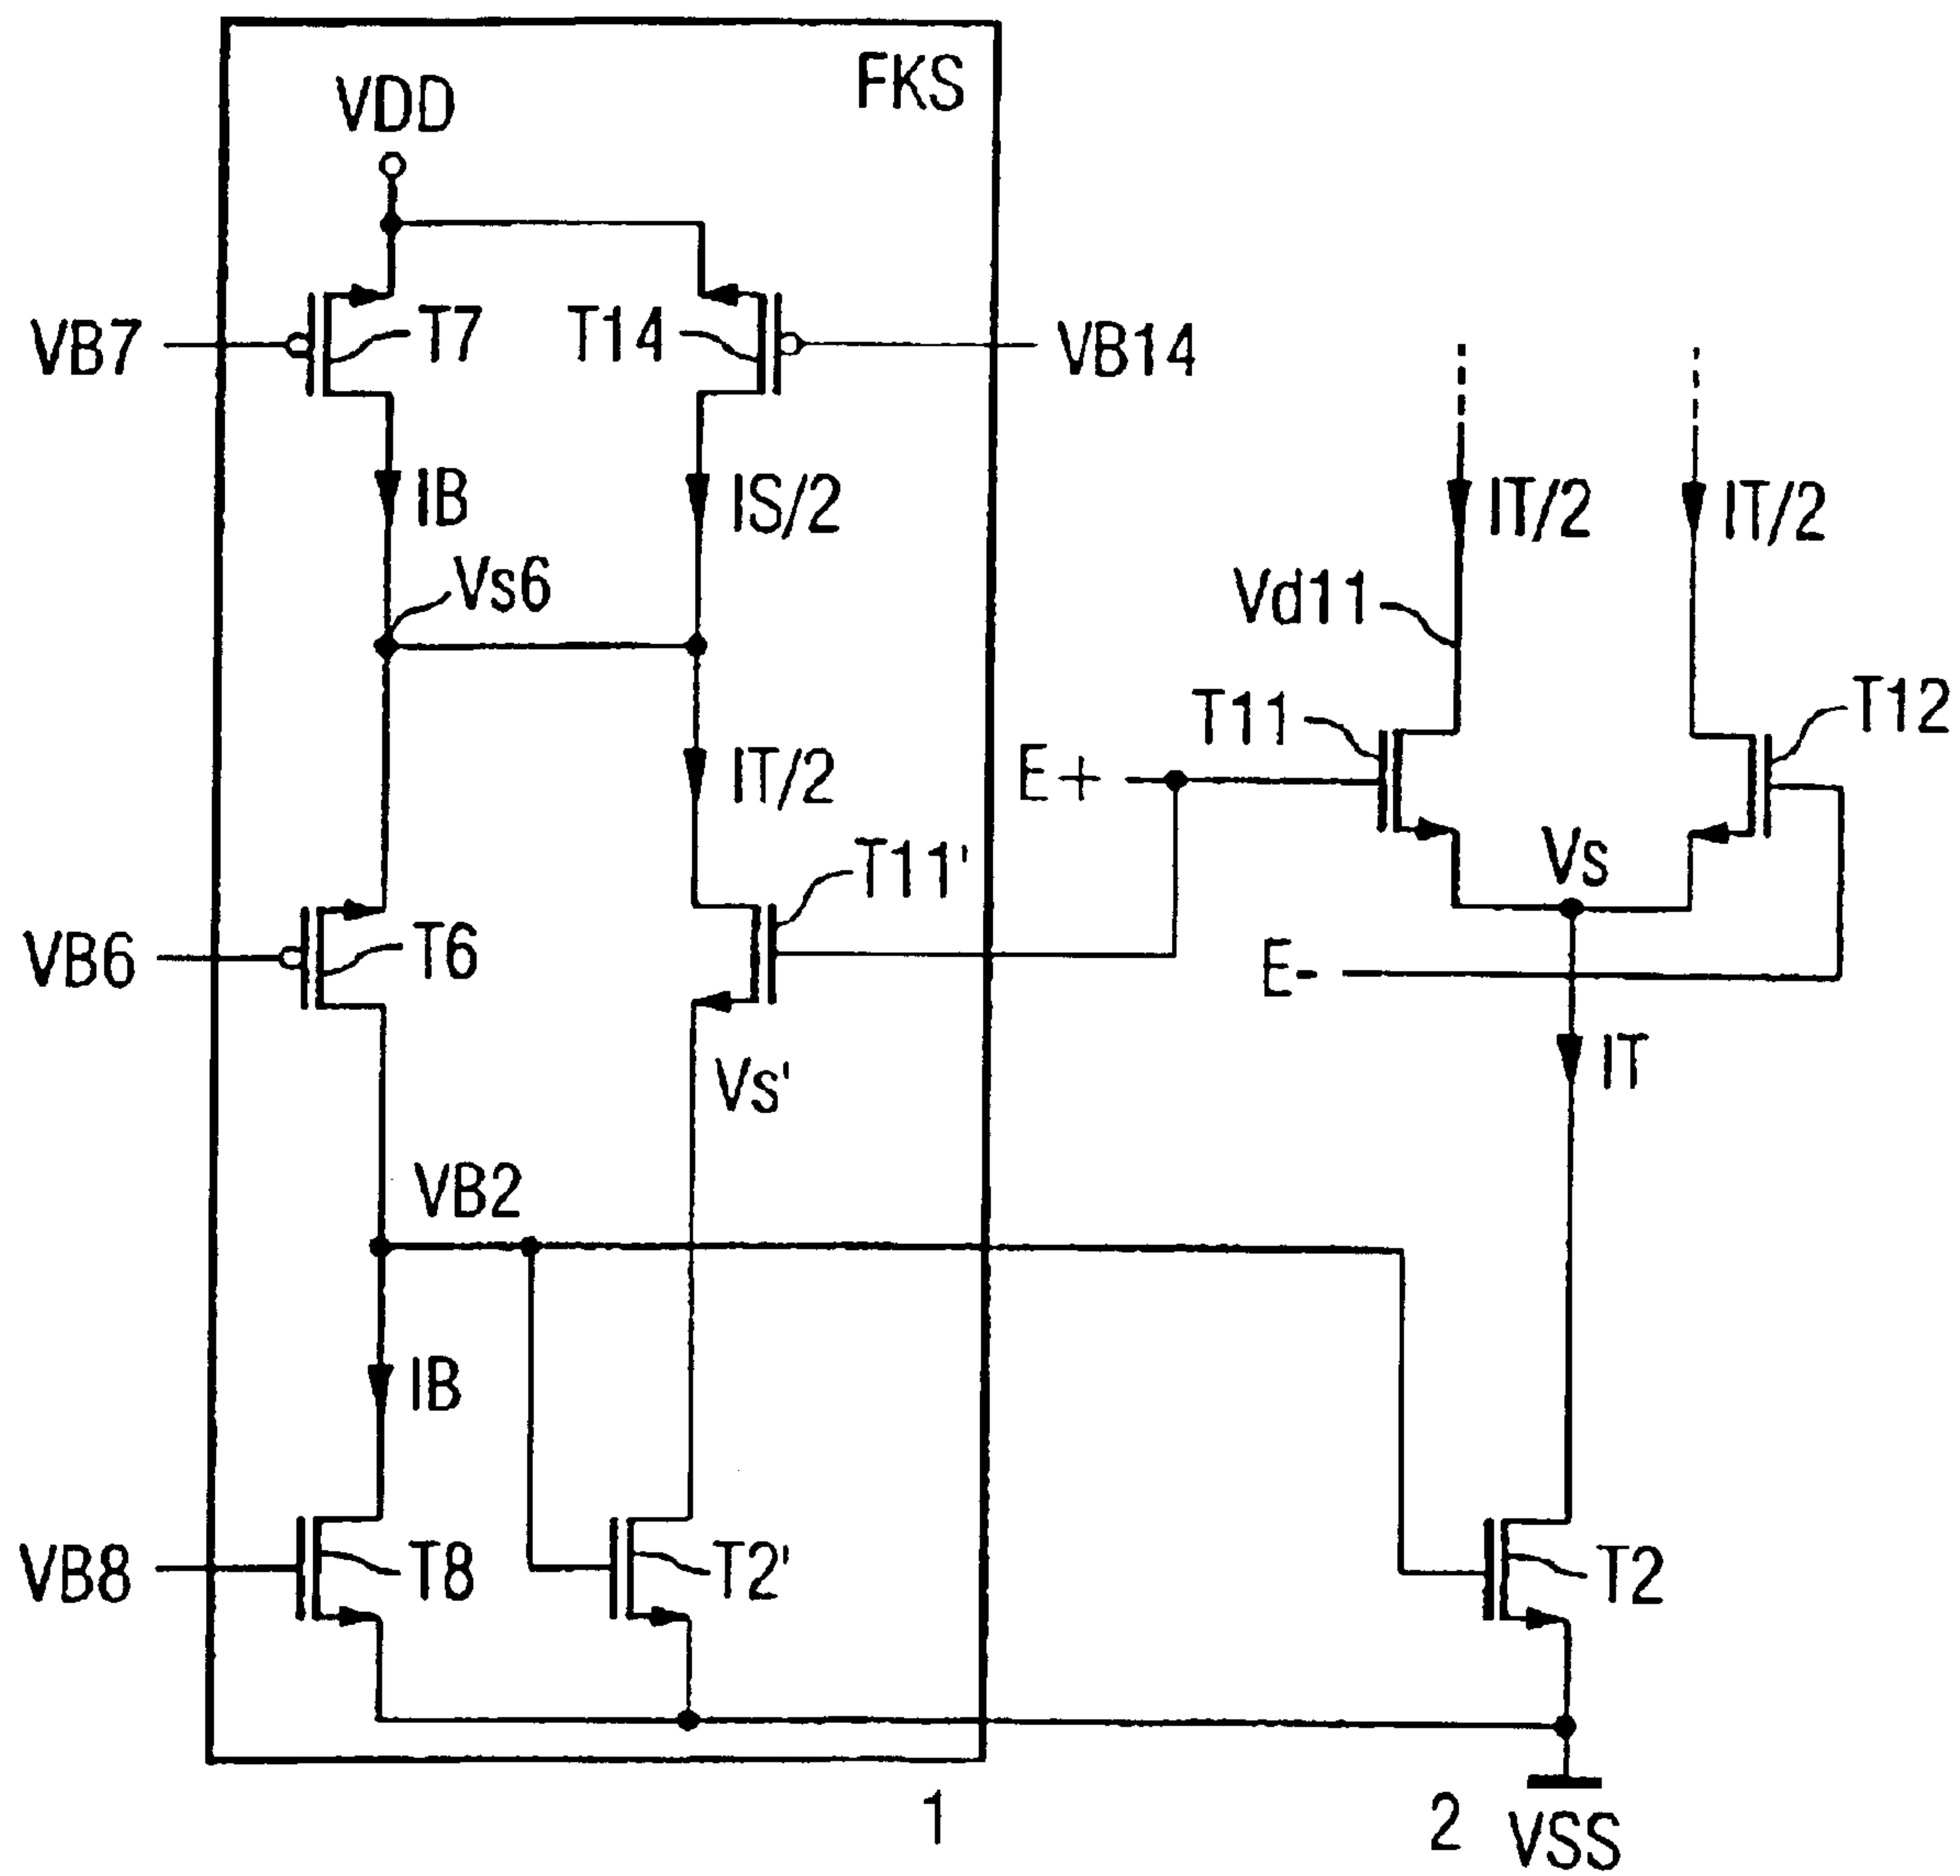 FKS
VDD
VB7
T7
T14
VB14
IB
IS/2
IT/2
IT/2
Vs6
Vd11
T11
T12
IT/2
E+
T11'
Vs
VB6
T6
E-
Vs'
IT
VB2
IB
VB8
T8
T2'
T2
1
2
VSS